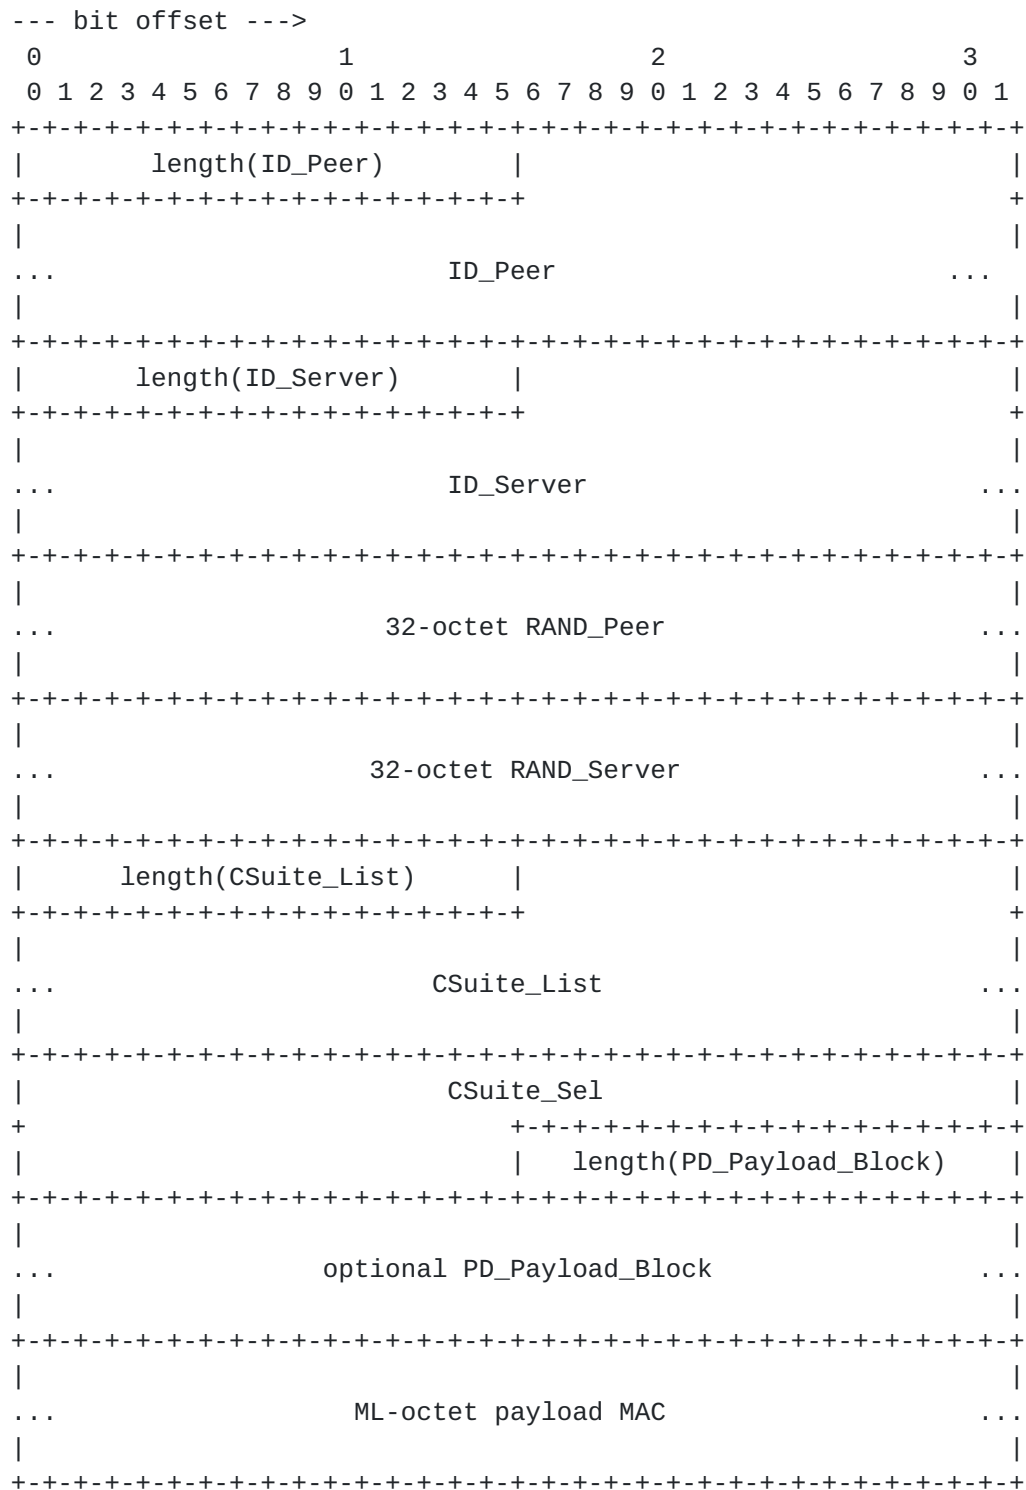 --- bit offset --->
 0                   1                   2                   3
 0 1 2 3 4 5 6 7 8 9 0 1 2 3 4 5 6 7 8 9 0 1 2 3 4 5 6 7 8 9 0 1
+-+-+-+-+-+-+-+-+-+-+-+-+-+-+-+-+-+-+-+-+-+-+-+-+-+-+-+-+-+-+-+-+
|        length(ID_Peer)        |                               |
+-+-+-+-+-+-+-+-+-+-+-+-+-+-+-+-+                               +
|                                                               |
...                         ID_Peer                         ...
|                                                               |
+-+-+-+-+-+-+-+-+-+-+-+-+-+-+-+-+-+-+-+-+-+-+-+-+-+-+-+-+-+-+-+-+
|       length(ID_Server)       |                               |
+-+-+-+-+-+-+-+-+-+-+-+-+-+-+-+-+                               +
|                                                               |
...                         ID_Server                         ...
|                                                               |
+-+-+-+-+-+-+-+-+-+-+-+-+-+-+-+-+-+-+-+-+-+-+-+-+-+-+-+-+-+-+-+-+
|                                                               |
...                     32-octet RAND_Peer                    ...
|                                                               |
+-+-+-+-+-+-+-+-+-+-+-+-+-+-+-+-+-+-+-+-+-+-+-+-+-+-+-+-+-+-+-+-+
|                                                               |
...                    32-octet RAND_Server                   ...
|                                                               |
+-+-+-+-+-+-+-+-+-+-+-+-+-+-+-+-+-+-+-+-+-+-+-+-+-+-+-+-+-+-+-+-+
|      length(CSuite_List)      |                               |
+-+-+-+-+-+-+-+-+-+-+-+-+-+-+-+-+                               +
|                                                               |
...                        CSuite_List                        ...
|                                                               |
+-+-+-+-+-+-+-+-+-+-+-+-+-+-+-+-+-+-+-+-+-+-+-+-+-+-+-+-+-+-+-+-+
|                           CSuite_Sel                          |
+                               +-+-+-+-+-+-+-+-+-+-+-+-+-+-+-+-+
|                               |   length(PD_Payload_Block)    |
+-+-+-+-+-+-+-+-+-+-+-+-+-+-+-+-+-+-+-+-+-+-+-+-+-+-+-+-+-+-+-+-+
|                                                               |
...                 optional PD_Payload_Block                 ...
|                                                               |
+-+-+-+-+-+-+-+-+-+-+-+-+-+-+-+-+-+-+-+-+-+-+-+-+-+-+-+-+-+-+-+-+
|                                                               |
...                   ML-octet payload MAC                    ...
|                                                               |
+-+-+-+-+-+-+-+-+-+-+-+-+-+-+-+-+-+-+-+-+-+-+-+-+-+-+-+-+-+-+-+-+